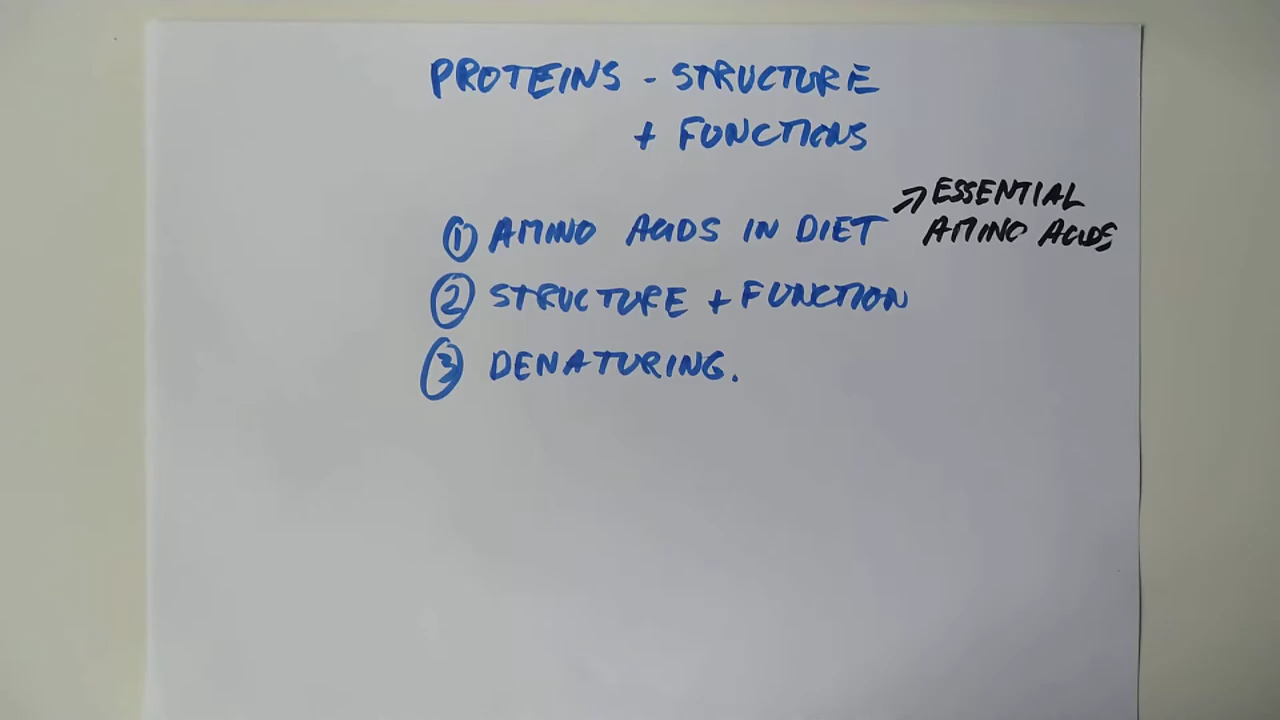 PROTEINS - STRUCTURE
+ FUNCTIONS
① AMINO ACIDS IN DIET ↗ ESSENTIAL
AMINO ACIDS
② STRUCTURE + FUNCTION
③ DENATURING.